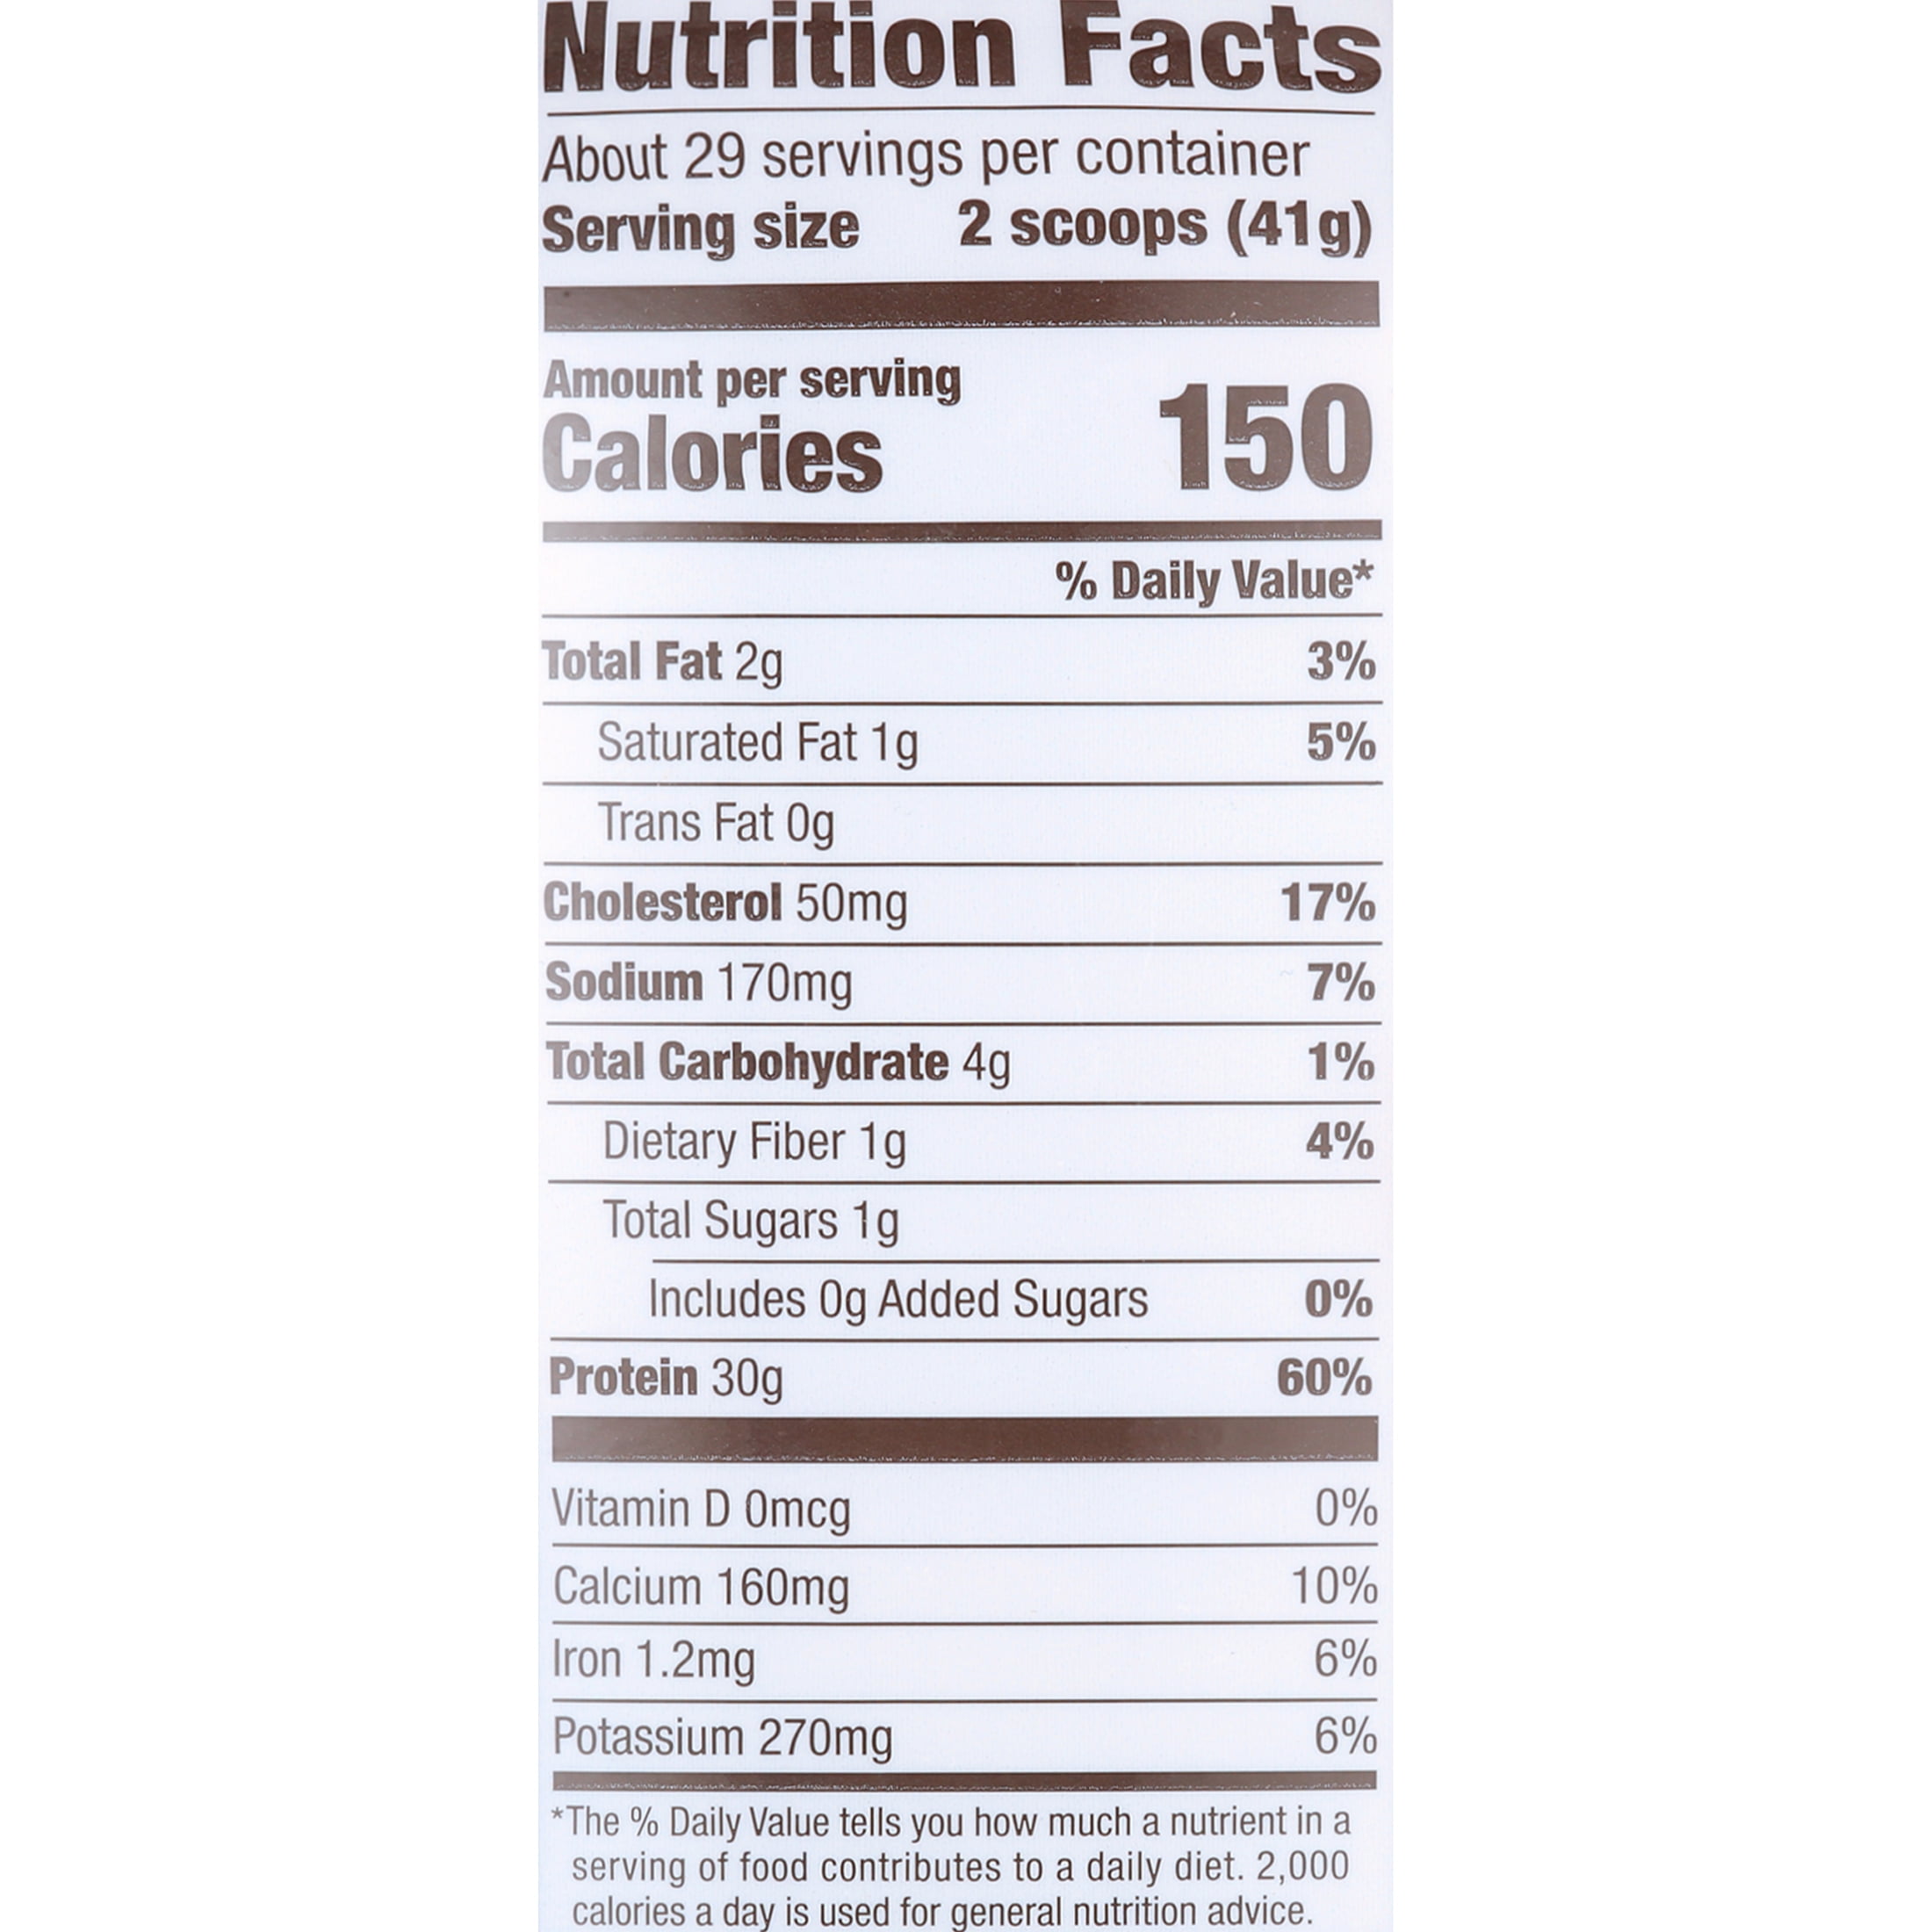 Nutrition Facts
About 29 servings per container
Serving size 2 scoops (41g)
Amount per serving
Calories 150
% Daily Value*
Total Fat 2g 3%
Saturated Fat 1g 5%
Trans Fat 0g
Cholesterol 50mg 17%
Sodium 170mg 7%
Total Carbohydrate 4g 1%
Dietary Fiber 1g 4%
Total Sugars 1g
Includes 0g Added Sugars 0%
Protein 30g 60%
Vitamin D 0mcg 0%
Calcium 160mg 10%
Iron 1.2mg 6%
Potassium 270mg 6%
*The % Daily Value tells you how much a nutrient in a
serving of food contributes to a daily diet. 2,000
calories a day is used for general nutrition advice.